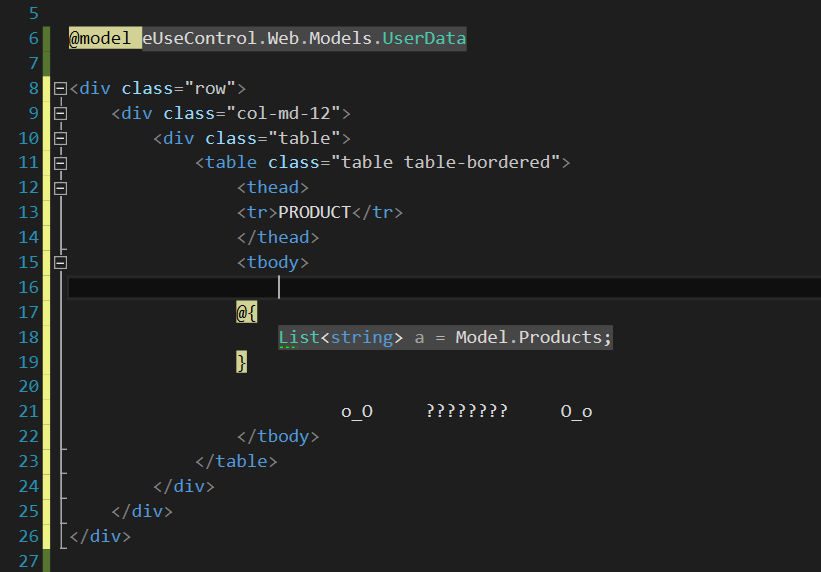 5
6 @model eUseControl.Web.Models.UserData
7
8 <div class="row">
9 <div class="col-md-12">
10 <div class="table">
11 <table class="table table-bordered">
12 <thead>
13 <tr>PRODUCT</tr>
14 </thead>
15 <tbody>
16
17 @{
18 List<string> a = Model.Products;
19 }
20
21 o_O ???????? O_o
22 </tbody>
23 </table>
24 </div>
25 </div>
26 </div>
27